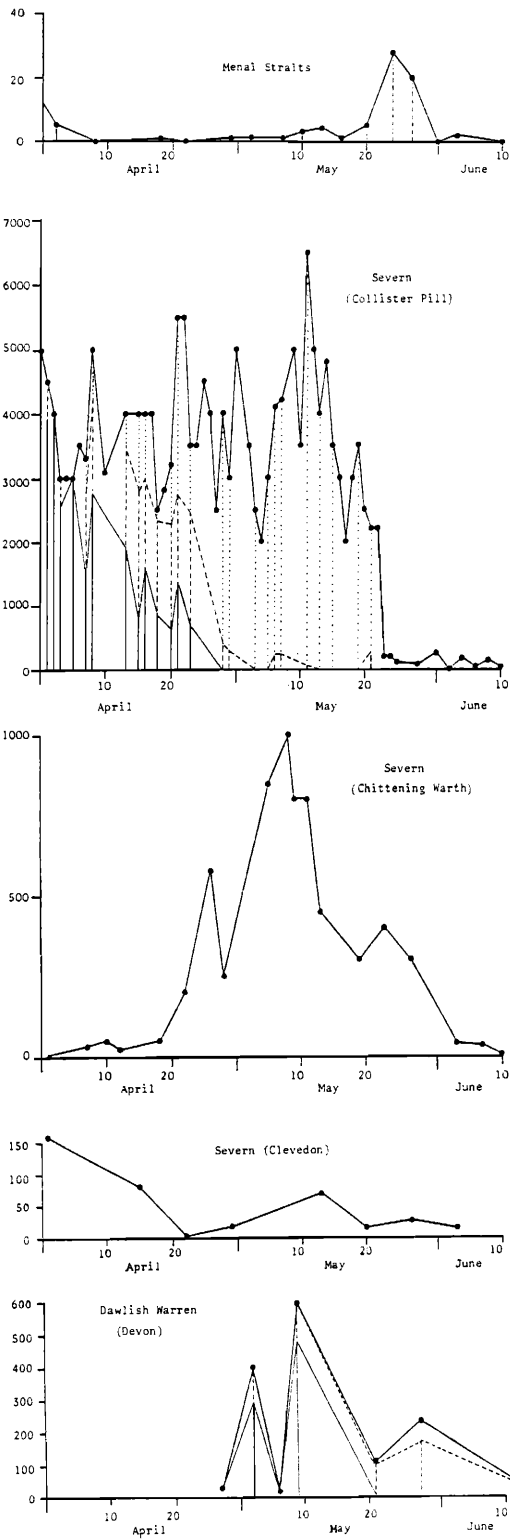 40
Menai Straits
20
0
10 20 10 20 10
April May June
7000
Severn
6000
(Collister Pill)
5000
4000
3000
2000
1000
0
10 20 10 20 10
April May June
1000
Severn
(Chittening Warth)
500
0
10 20 10 20 10
April May June
150
Severn (Clevedon)
100
50
0
10 20 10 20 10
April May June
600
Dawlish Warren
500
(Devon)
400
300
200
100
0
10 20 10 20 10
April May June